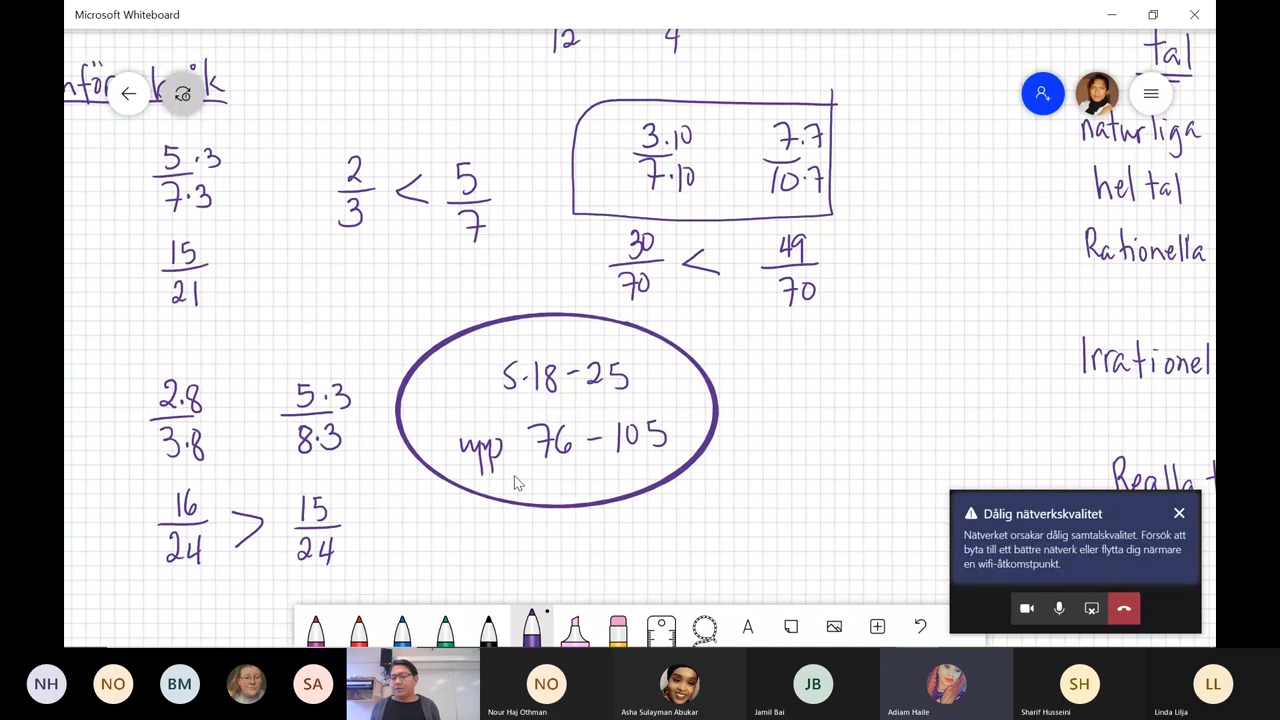 Microsoft Whiteboard
12 4
tal
5·3
7·3
15
21
2
3
<
5
7
3·10
7·10
7·7
10·7
30
70
<
49
70
naturliga
hel tal
Rationella
Irrationel
Realla
2·8
3·8
5·3
8·3
16
24
>
15
24
s.18-25
upp 76-105
Dålig nätverkskvalitet
Nätverket orsakar dålig samtalskvalitet. Försök att
byta till ett bättre nätverk eller flytta dig närmare
en wifi-åtkomstpunkt.
A
NH
NO
BM
SA
NO
JB
SH
LL
Nour Haj Othman
Asha Sulayman Abukar
Jamil Bai
Adiam Haile
Sharif Husseini
Linda Lilja